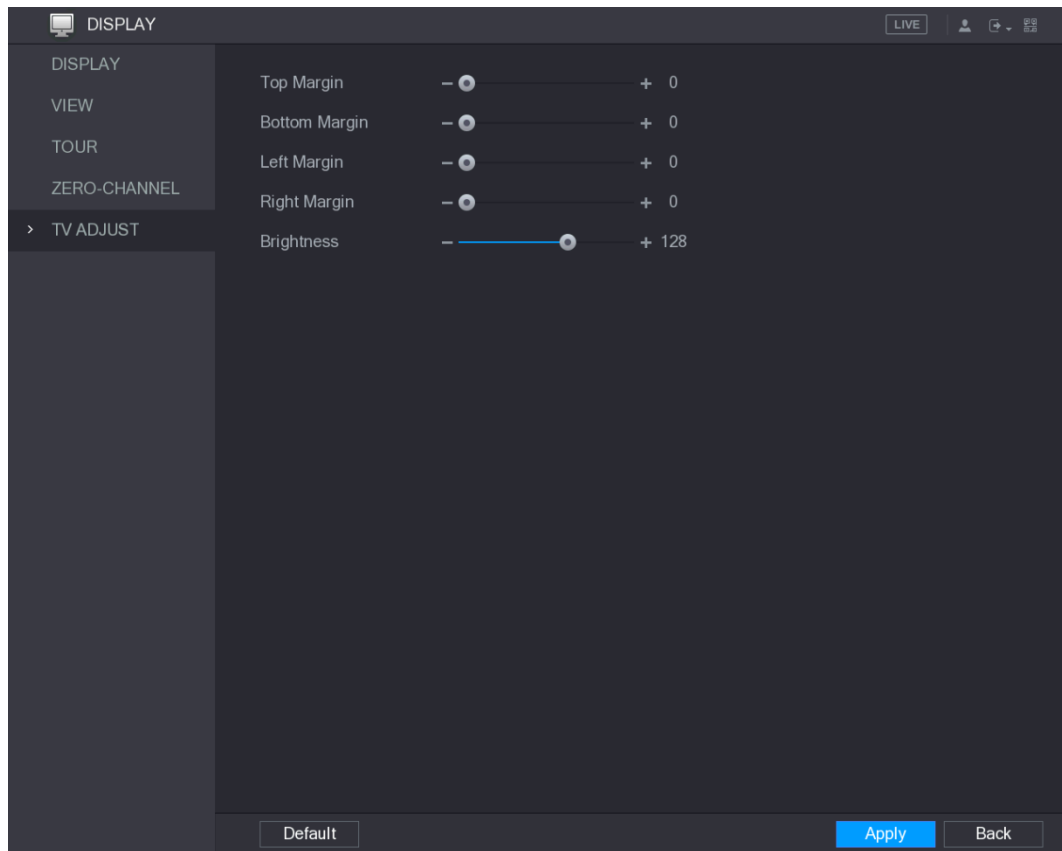 DISPLAY
LIVE
DISPLAY
VIEW
TOUR
ZERO-CHANNEL
> TV ADJUST
Top Margin - + 0
Bottom Margin - + 0
Left Margin - + 0
Right Margin - + 0
Brightness - + 128
Default
Apply
Back